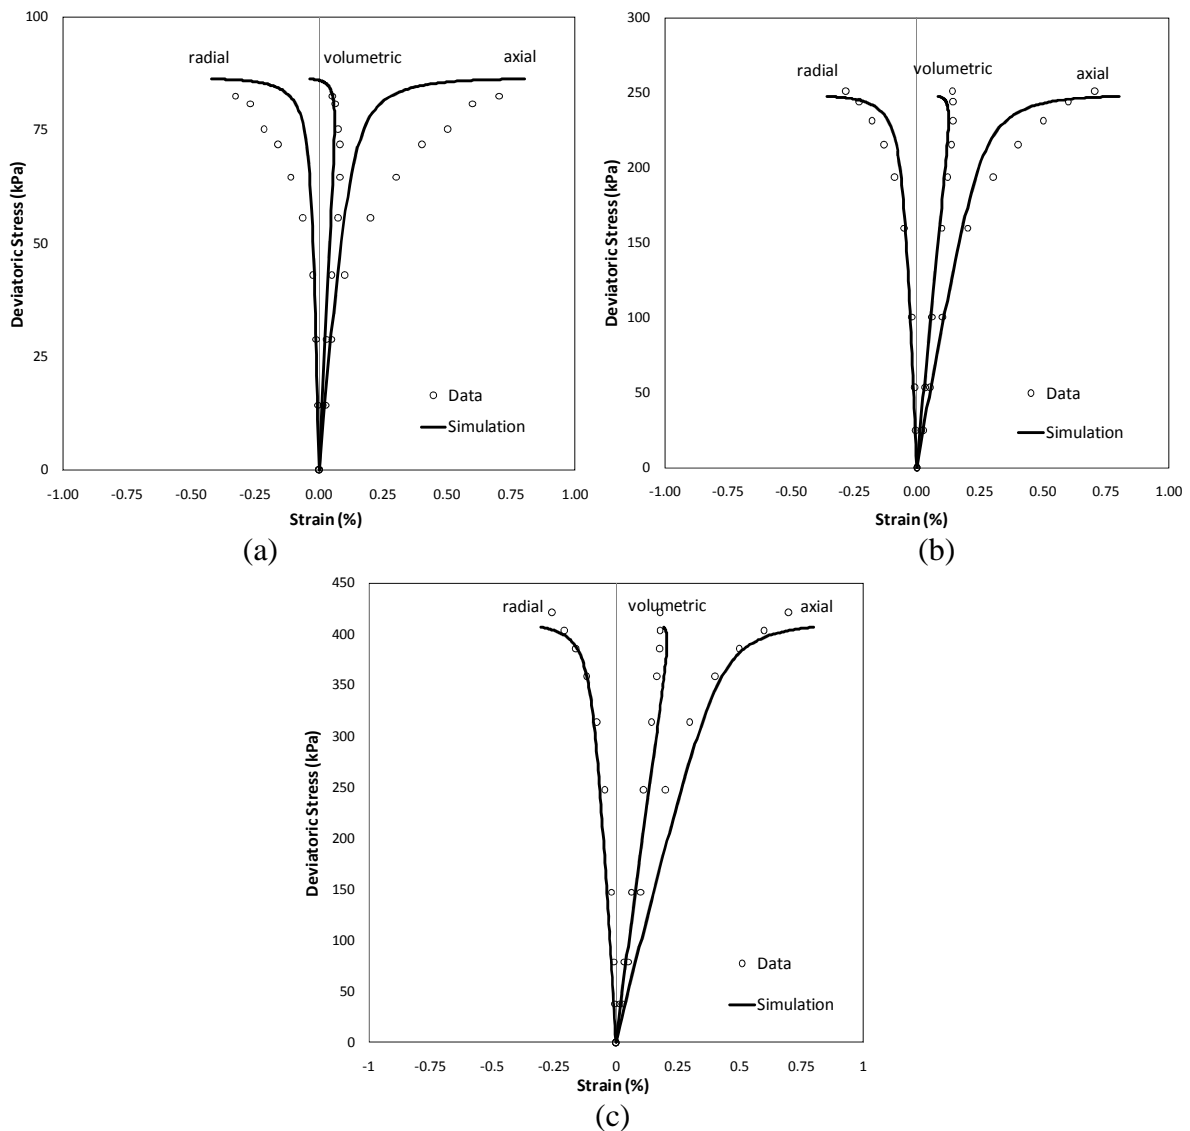 100
75
50
25
0
Deviatoric Stress (kPa)
radial volumetric axial
Data
Simulation
-1.00 -0.75 -0.50 -0.25 0.00 0.25 0.50 0.75 1.00
Strain (%)
(a)
300
250
200
150
100
50
0
Deviatoric Stress (kPa)
radial volumetric axial
Data
Simulation
-1.00 -0.75 -0.50 -0.25 0.00 0.25 0.50 0.75 1.00
Strain (%)
(b)
450
400
350
300
250
200
150
100
50
0
Deviatoric Stress (kPa)
radial volumetric axial
Data
Simulation
-1 -0.75 -0.5 -0.25 0 0.25 0.5 0.75 1
Strain (%)
(c)